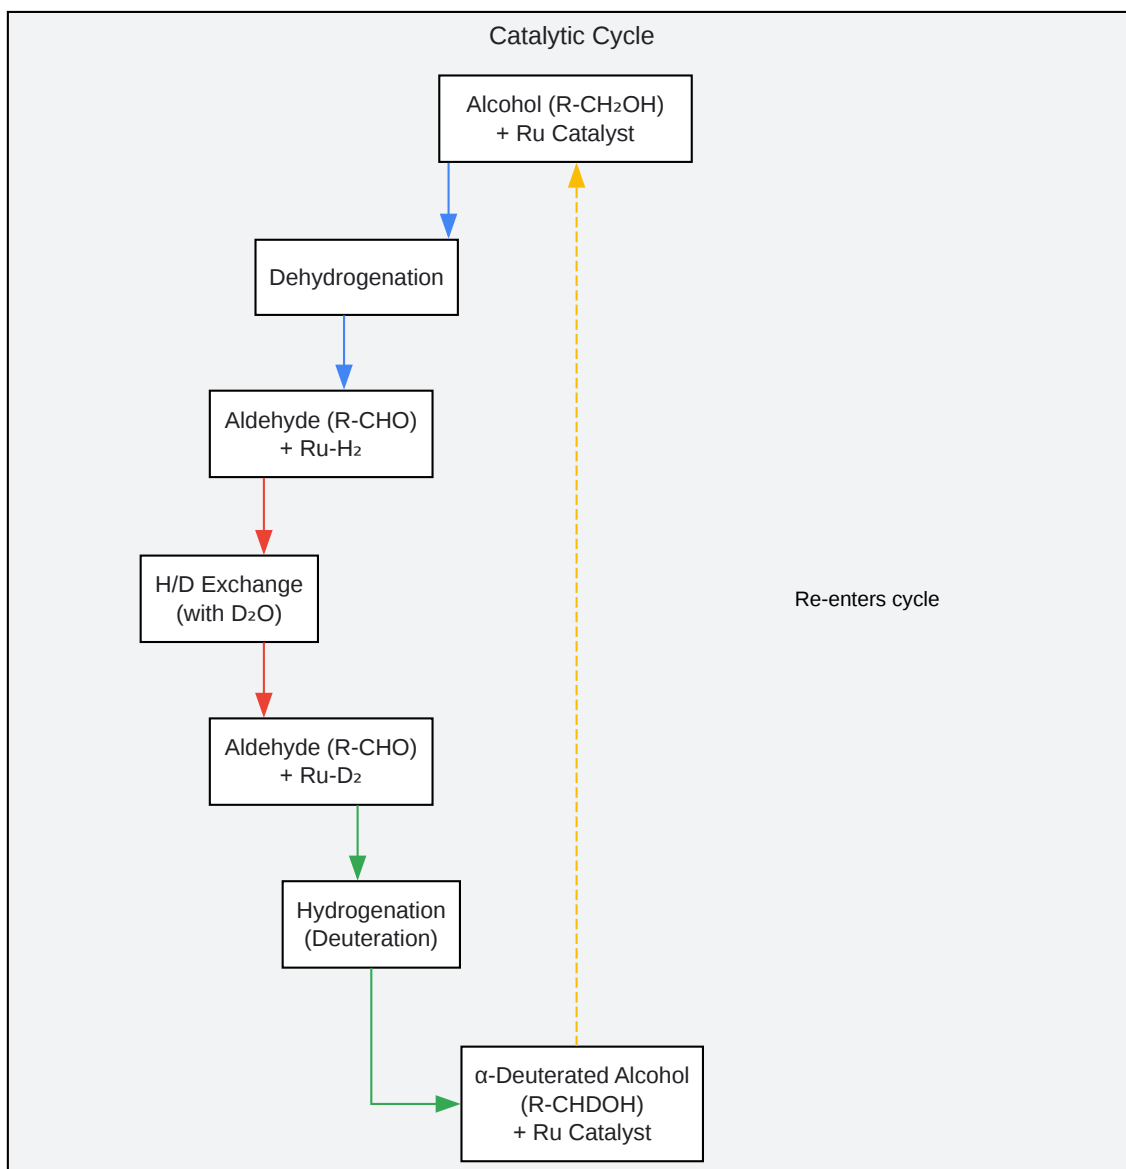 Catalytic Cycle
Alcohol (R-CH₂OH)
+ Ru Catalyst
Dehydrogenation
Aldehyde (R-CHO)
+ Ru-H₂
H/D Exchange
(with D₂O)
Re-enters cycle
Aldehyde (R-CHO)
+ Ru-D₂
Hydrogenation
(Deuteration)
α-Deuterated Alcohol
(R-CHDOH)
+ Ru Catalyst